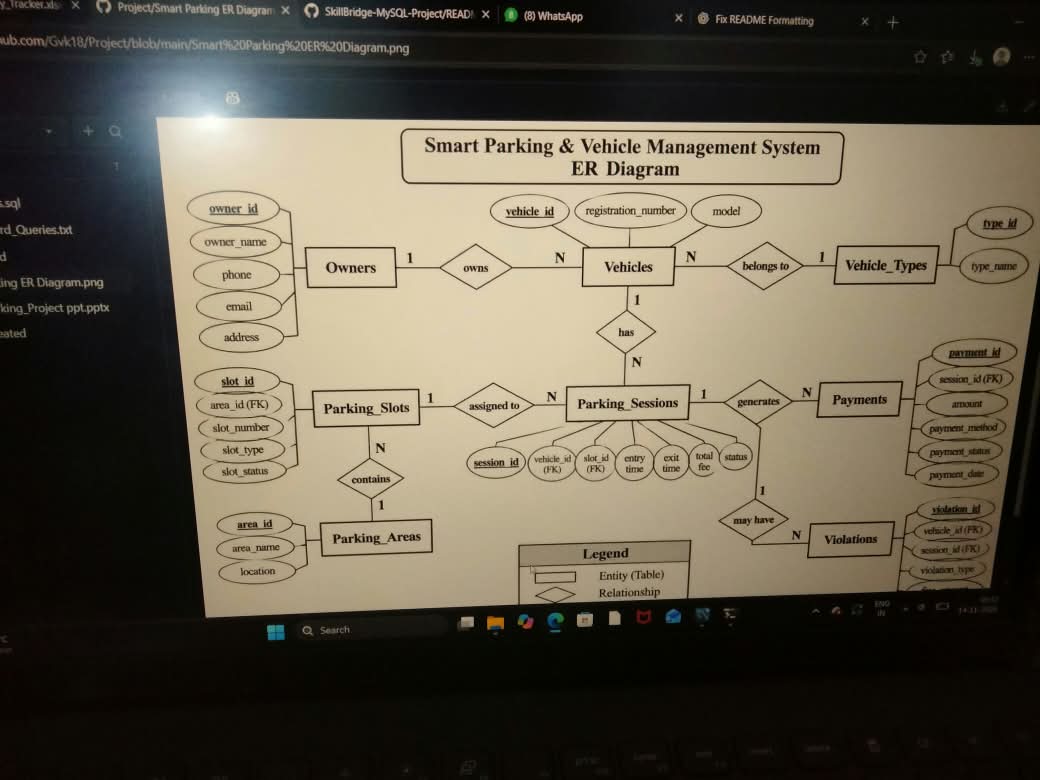 y_Tracker.xls
Project/Smart Parking ER Diagram
SkillBridge-MySQL-Project/READ
(8) WhatsApp
Fix README Formatting
ub.com/Gvk18/Project/blob/main/Smart%20Parking%20ER%20Diagram.png
s.sql
rd_Queries.txt
d
ing ER Diagram.png
king_Project ppt.pptx
eated
Smart Parking & Vehicle Management System
ER Diagram
owner_id
owner_name
phone
email
address
Owners
1
owns
N
vehicle_id
registration_number
model
Vehicles
N
belongs to
1
Vehicle_Types
type_id
type_name
1
has
N
slot_id
area_id (FK)
slot_number
slot_type
slot_status
Parking_Slots
1
assigned to
N
Parking_Sessions
1
generates
N
Payments
payment_id
session_id (FK)
amount
payment_method
payment_status
payment_date
session_id
vehicle_id
(FK)
slot_id
(FK)
entry
time
exit
time
total
fee
status
N
contains
1
area_id
area_name
location
Parking_Areas
1
may have
N
Violations
violation_id
vehicle_id (FK)
session_id (FK)
violation_type
Legend
Entity (Table)
Relationship
Search
ENG
IN